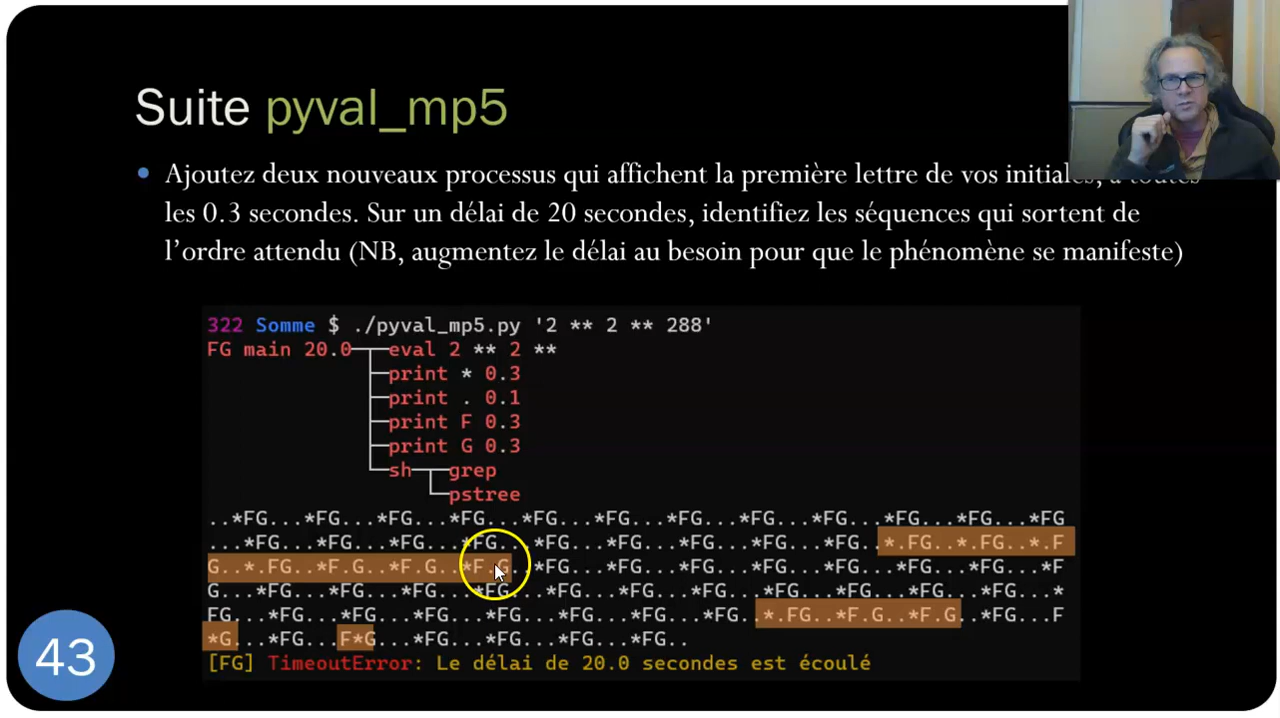 Suite pyval_mp5
• Ajoutez deux nouveaux processus qui affichent la première lettre de vos initiales, à toutes
les 0.3 secondes. Sur un délai de 20 secondes, identifiez les séquences qui sortent de
l’ordre attendu (NB, augmentez le délai au besoin pour que le phénomène se manifeste)
322 Somme $ ./pyval_mp5.py '2 ** 2 ** 288'
FG main 20.0─┬─eval 2 ** 2 **
├─print * 0.3
├─print . 0.1
├─print F 0.3
├─print G 0.3
└─sh─┬─grep
└─pstree
..*FG...*FG...*FG...*FG...*FG...*FG...*FG...*FG...*FG...*FG...*FG...*FG
...*FG...*FG...*FG...*FG...*FG...*FG...*FG...*FG...*FG..*.FG..*.FG..*.F
G..*.FG..*F.G..*F.G..*F.G...*FG...*FG...*FG...*FG...*FG...*FG...*FG...*F
G...*FG...*FG...*FG...*FG...*FG...*FG...*FG...*FG...*FG...*FG...*FG...*
FG...*FG...*FG...*FG...*FG...*FG...*FG..*.FG..*F.G..*F.G..*FG...*FG...F
*G...*FG...F*G...*FG...*FG...*FG...*FG..
[FG] TimeoutError: Le délai de 20.0 secondes est écoulé
43